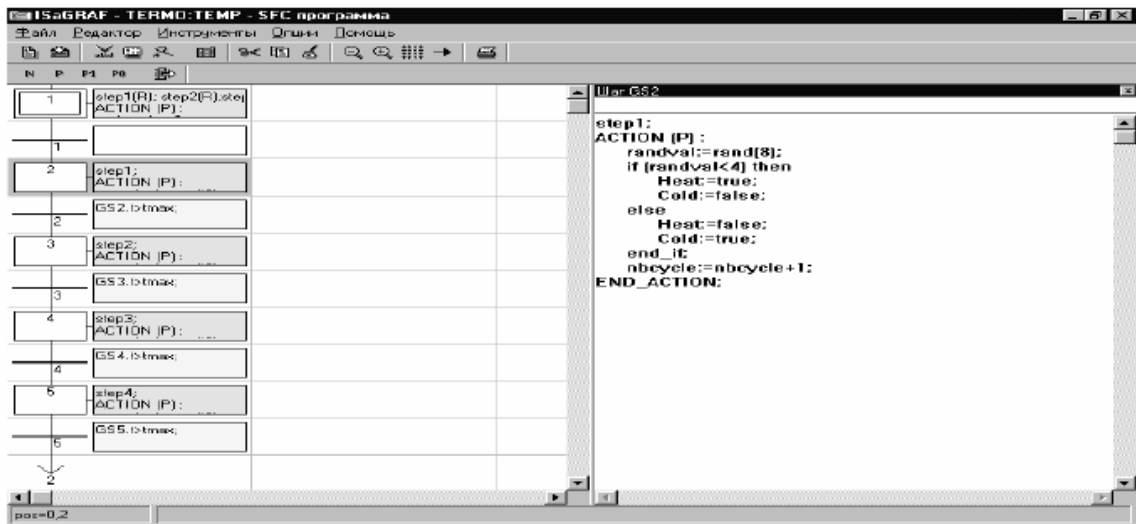 ISaGRAF - TERMO:TEMP - SFC программа
Файл Редактор Инструменты Опции Помощь
N P P1 P0
1
step1(R); step2(R);step
ACTION (P) :
1
2
step1;
ACTION (P) :
2
GS2.t>tmax;
3
step2;
ACTION (P) :
3
GS3.t>tmax;
4
step3;
ACTION (P) :
4
GS4.t>tmax;
5
step4;
ACTION (P) :
GS5.t>tmax;
2
Шаг GS2
step1;
ACTION (P) :
randval:=rand(8);
if (randval<4) then
Heat:=true;
Cold:=false;
else
Heat:=false;
Cold:=true;
end_if;
nbcycle:=nbcycle+1;
END_ACTION;
pos=0,2